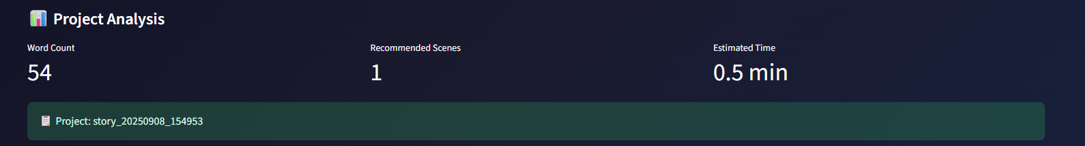 Project Analysis
Word Count
54
Recommended Scenes
1
Estimated Time
0.5 min
Project: story_20250908_154953